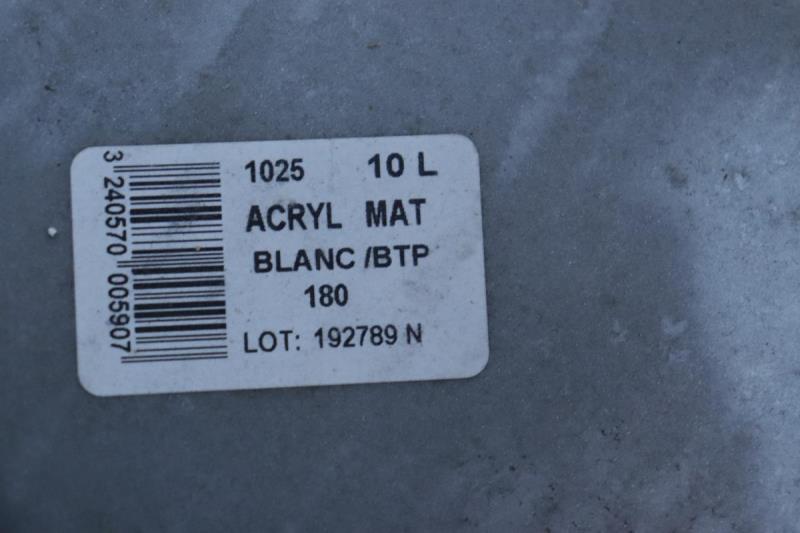 3 240570 005907
1025 10 L
ACRYL MAT
BLANC /BTP
180
LOT: 192789 N